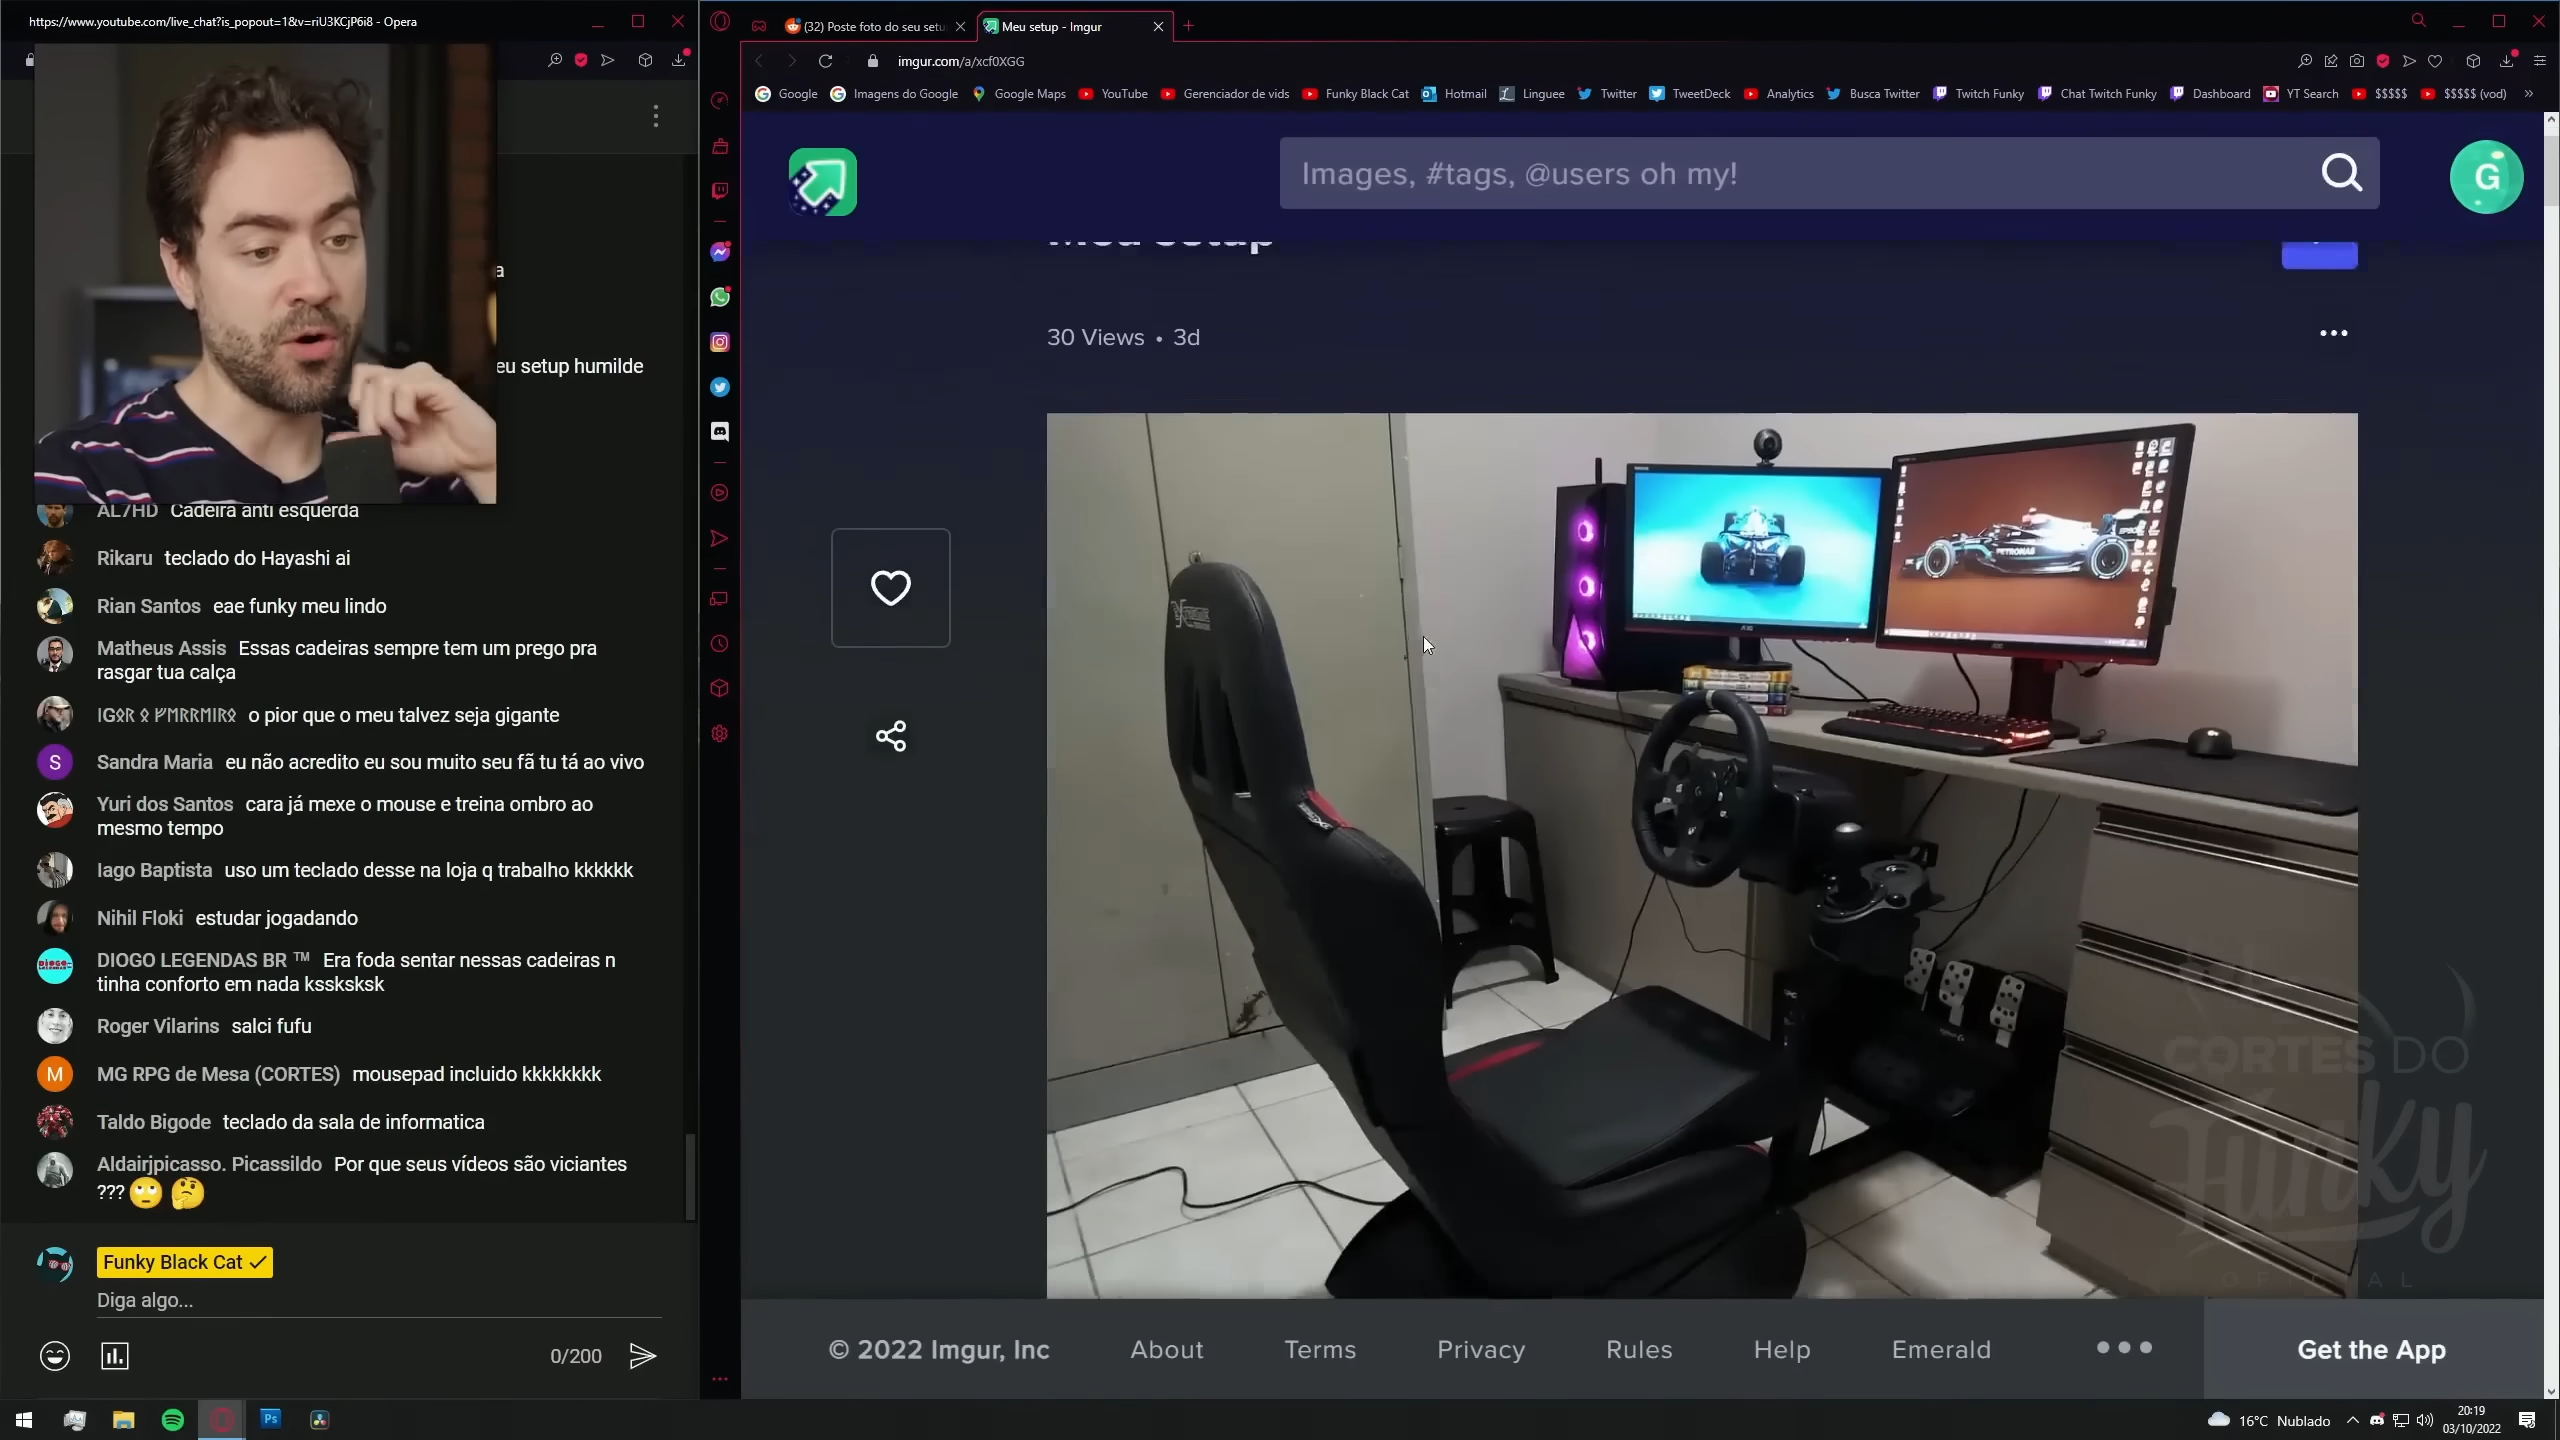 https://www.youtube.com/live_chat?is_popout=1&v=riU3KCjP6i8 - Opera
a
eu setup humilde
AL7HD Cadeira anti esquerda
Rikaru teclado do Hayashi ai
Rian Santos eae funky meu lindo
Matheus Assis Essas cadeiras sempre tem um prego pra
rasgar tua calça
o pior que o meu talvez seja gigante
S Sandra Maria eu não acredito eu sou muito seu fã tu tá ao vivo
Yuri dos Santos cara já mexe o mouse e treina ombro ao
mesmo tempo
Iago Baptista uso um teclado desse na loja q trabalho kkkkkk
Nihil Floki estudar jogadando
DIOGO LEGENDAS BR ™ Era foda sentar nessas cadeiras n
tinha conforto em nada kssksksk
Roger Vilarins salci fufu
M MG RPG de Mesa (CORTES) mousepad incluido kkkkkkkk
Taldo Bigode teclado da sala de informatica
Aldairjpicasso. Picassildo Por que seus vídeos são viciantes
??? 🙄 🤔
Funky Black Cat ✓
Diga algo...
0/200
(32) Poste foto do seu setu
Meu setup - Imgur
imgur.com/a/xcf0XGG
Google Imagens do Google Google Maps YouTube Gerenciador de vids Funky Black Cat Hotmail Linguee Twitter TweetDeck Analytics Busca Twitter Twitch Funky Chat Twitch Funky Dashboard YT Search $$$$$ $$$$$ (vod) »
Images, #tags, @users oh my!
G
Meu setup
30 Views • 3d
PETRONAS
CORTES DO
Funky
OFICIAL
© 2022 Imgur, Inc About Terms Privacy Rules Help Emerald Get the App
Ps
16°C Nublado
20:19
03/10/2022